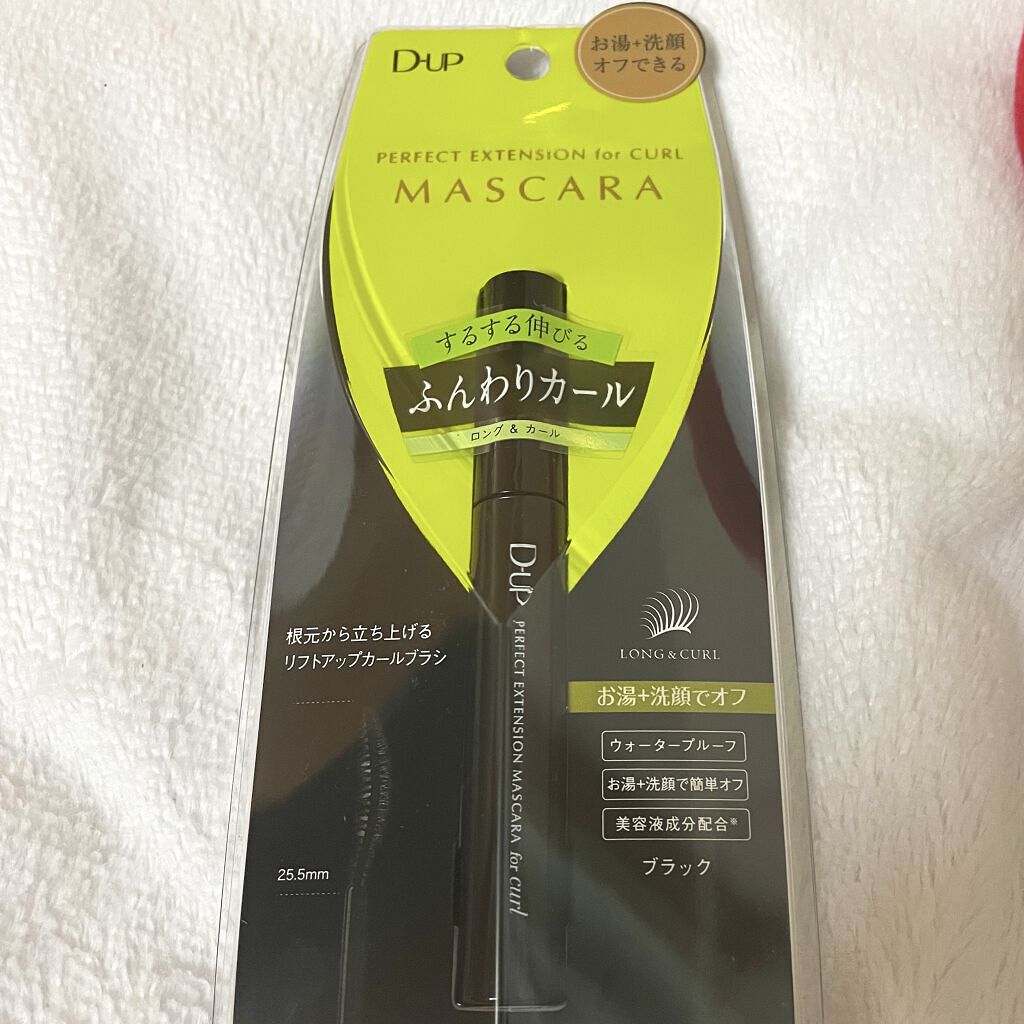 D-UP
お湯+洗顔
オフできる
PERFECT EXTENSION for CURL
MASCARA
するする伸びる
ふんわりカール
ロング & カール
D-UP PERFECT EXTENSION MASCARA for curl
根元から立ち上げる
リフトアップカールブラシ
25.5mm
LONG & CURL
お湯+洗顔でオフ
ウォータープルーフ
お湯+洗顔で簡単オフ
美容液成分配合※
ブラック